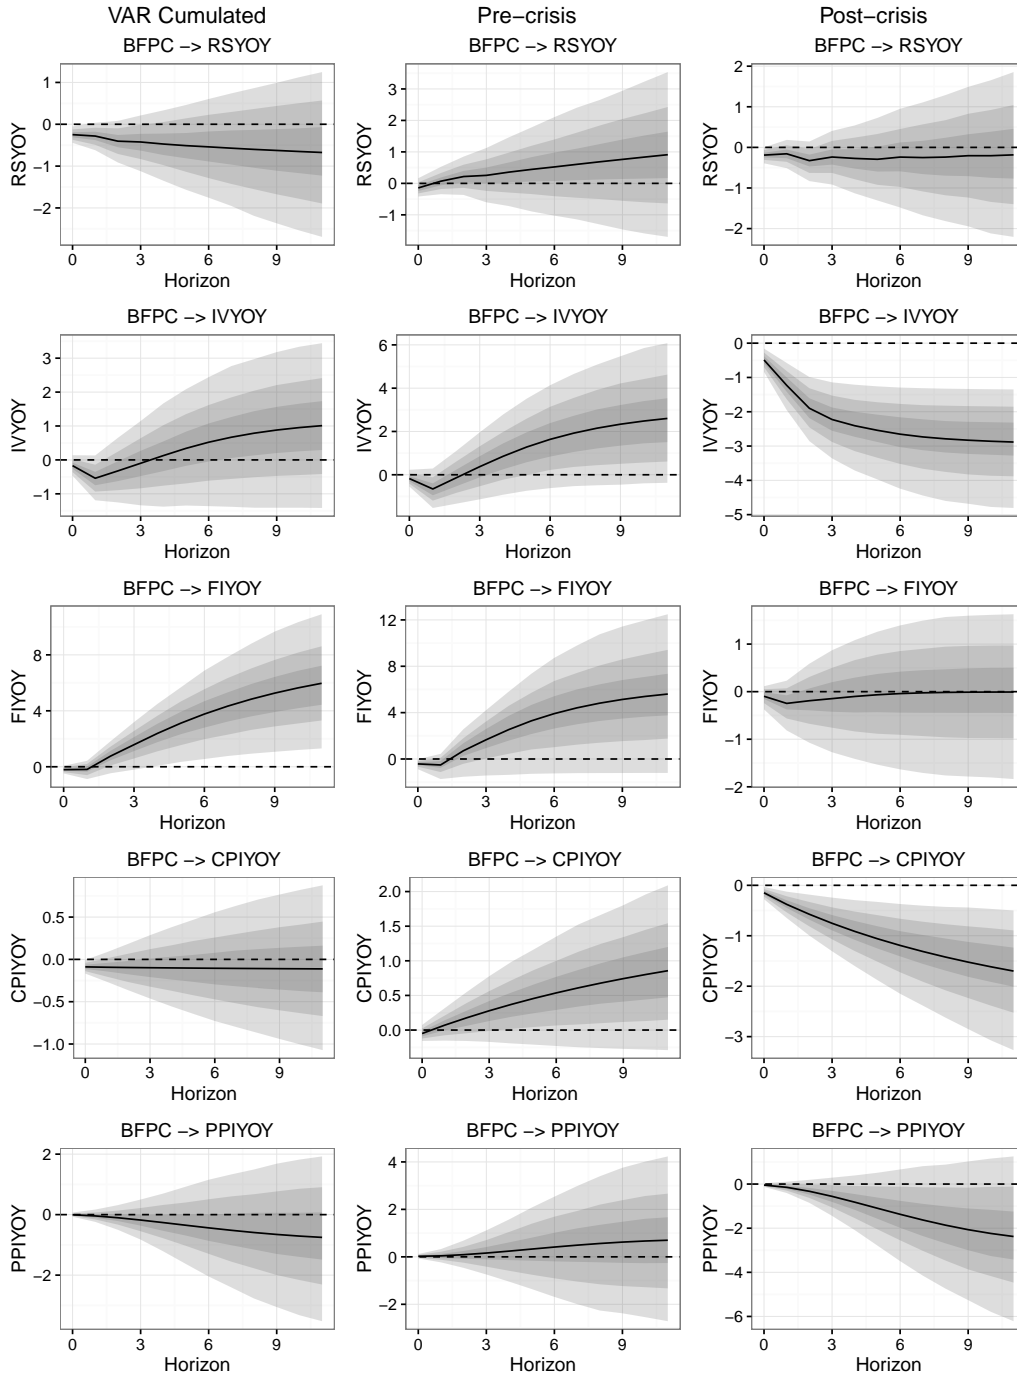 VAR Cumulated Pre−crisis Post−crisis
BFPC −> RSYOY BFPC −> RSYOY BFPC −> RSYOY
RSYOY
1
0
−1
−2
0 3 6 9
Horizon
RSYOY
3
2
1
0
−1
0 3 6 9
Horizon
RSYOY
2
1
0
−1
−2
0 3 6 9
Horizon
BFPC −> IVYOY BFPC −> IVYOY BFPC −> IVYOY
IVYOY
3
2
1
0
−1
0 3 6 9
Horizon
IVYOY
6
4
2
0
0 3 6 9
Horizon
IVYOY
0
−1
−2
−3
−4
−5
0 3 6 9
Horizon
BFPC −> FIYOY BFPC −> FIYOY BFPC −> FIYOY
FIYOY
8
4
0
0 3 6 9
Horizon
FIYOY
12
8
4
0
0 3 6 9
Horizon
FIYOY
1
0
−1
−2
0 3 6 9
Horizon
BFPC −> CPIYOY BFPC −> CPIYOY BFPC −> CPIYOY
CPIYOY
0.5
0.0
−0.5
−1.0
0 3 6 9
Horizon
CPIYOY
2.0
1.5
1.0
0.5
0.0
0 3 6 9
Horizon
CPIYOY
0
−1
−2
−3
0 3 6 9
Horizon
BFPC −> PPIYOY BFPC −> PPIYOY BFPC −> PPIYOY
PPIYOY
2
0
−2
0 3 6 9
Horizon
PPIYOY
4
2
0
−2
0 3 6 9
Horizon
PPIYOY
0
−2
−4
−6
0 3 6 9
Horizon